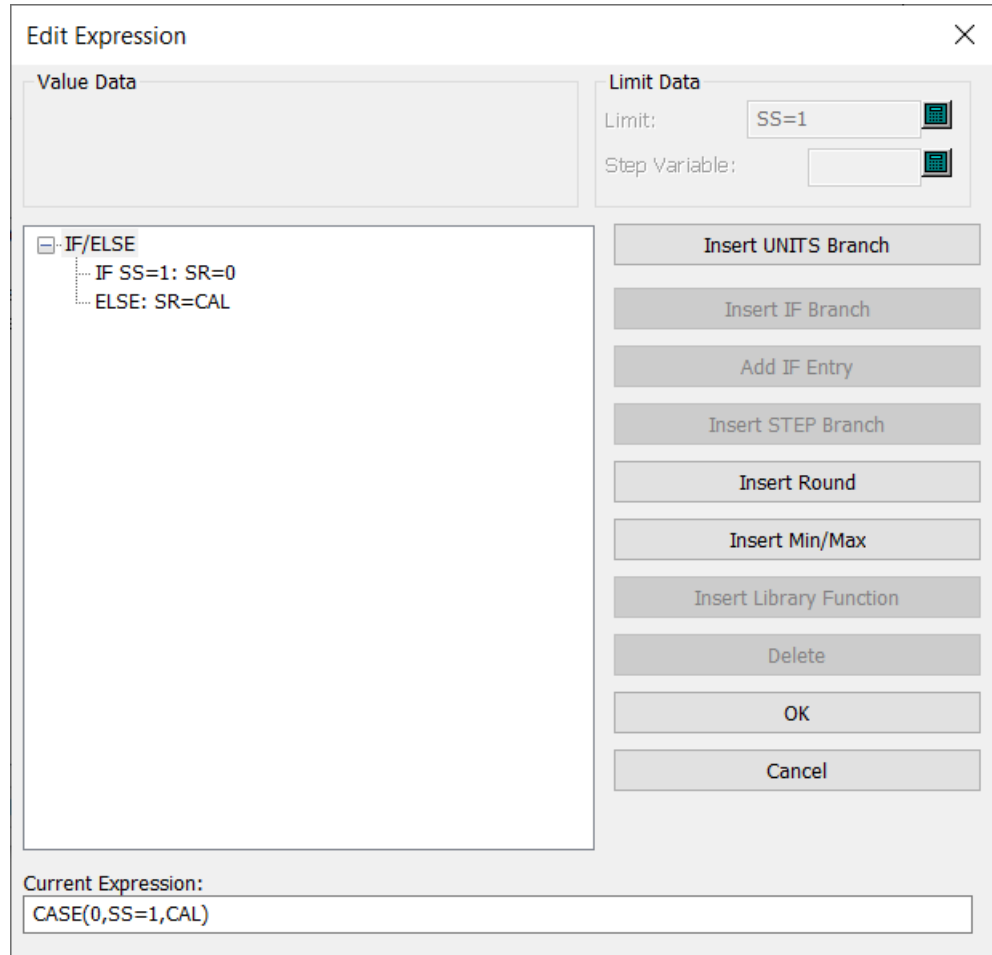 Edit Expression
Value Data
Limit Data
Limit:
SS=1
Step Variable:
IF/ELSE
IF SS=1: SR=0
ELSE: SR=CAL
Insert UNITS Branch
Insert IF Branch
Add IF Entry
Insert STEP Branch
Insert Round
Insert Min/Max
Insert Library Function
Delete
OK
Cancel
Current Expression:
CASE(0,SS=1,CAL)